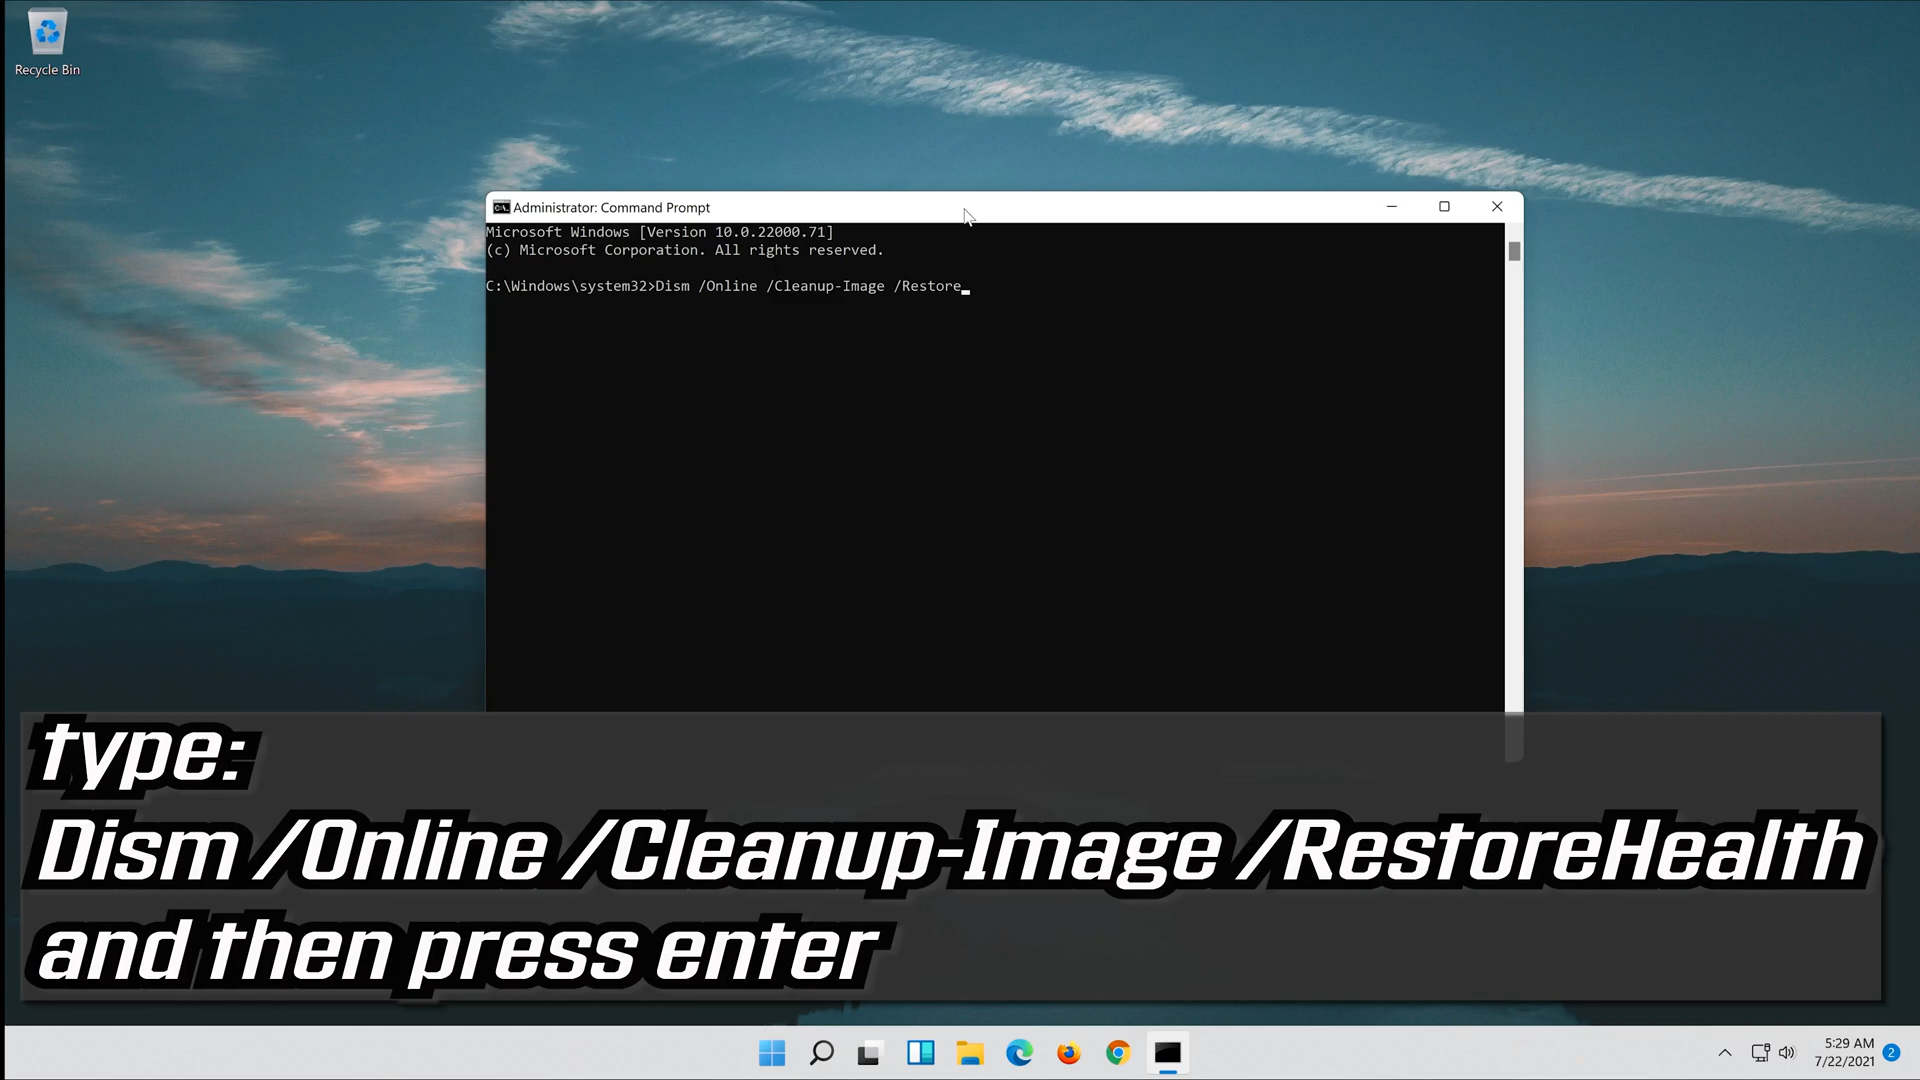 Recycle Bin
Administrator: Command Prompt
Microsoft Windows [Version 10.0.22000.71]
(c) Microsoft Corporation. All rights reserved.
C:\Windows\system32>Dism /Online /Cleanup-Image /Restore
type:
Dism /Online /Cleanup-Image /RestoreHealth
and then press enter
5:29 AM
7/22/2021
2